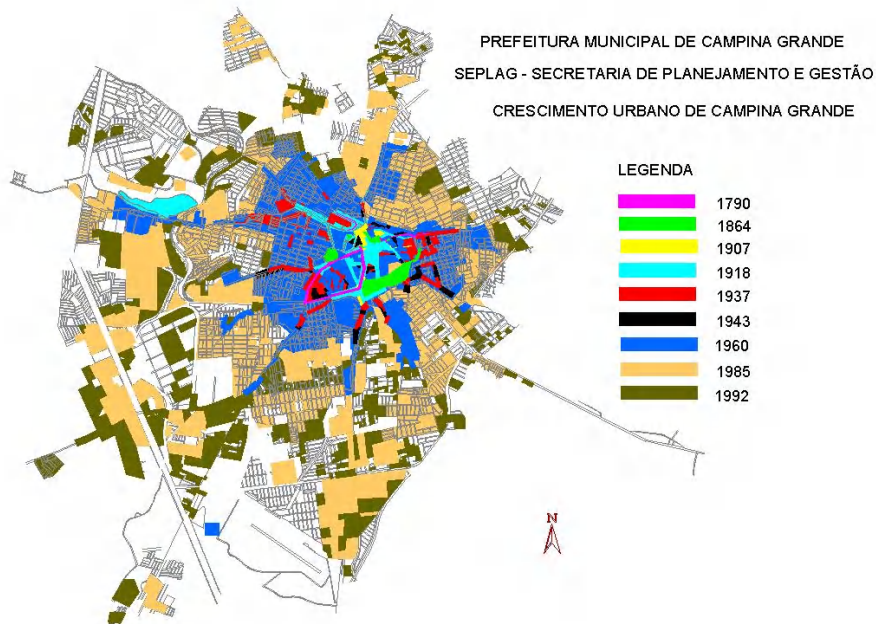 PREFEITURA MUNICIPAL DE CAMPINA GRANDE
SEPLAG - SECRETARIA DE PLANEJAMENTO E GESTÃO
CRESCIMENTO URBANO DE CAMPINA GRANDE
LEGENDA
1790
1864
1907
1918
1937
1943
1960
1985
1992
N